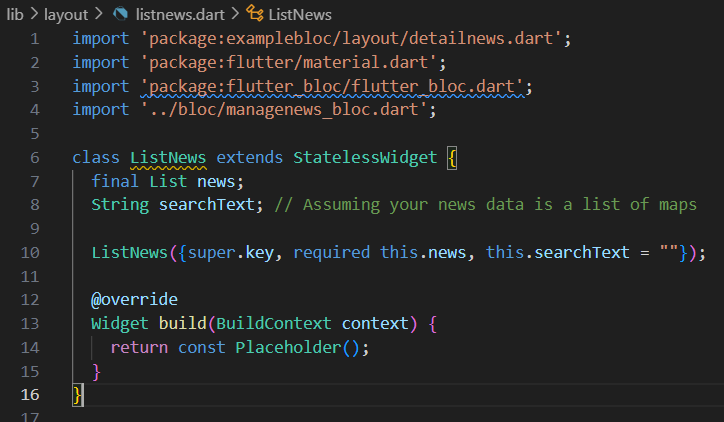 lib > layout > listnews.dart > ListNews
1 import 'package:examplebloc/layout/detailnews.dart';
2 import 'package:flutter/material.dart';
3 import 'package:flutter_bloc/flutter_bloc.dart';
4 import '../bloc/managenews_bloc.dart';
5
6 class ListNews extends StatelessWidget {
7   final List news;
8   String searchText; // Assuming your news data is a list of maps
9
10   ListNews({super.key, required this.news, this.searchText = ""});
11
12   @override
13   Widget build(BuildContext context) {
14     return const Placeholder();
15   }
16 }
17